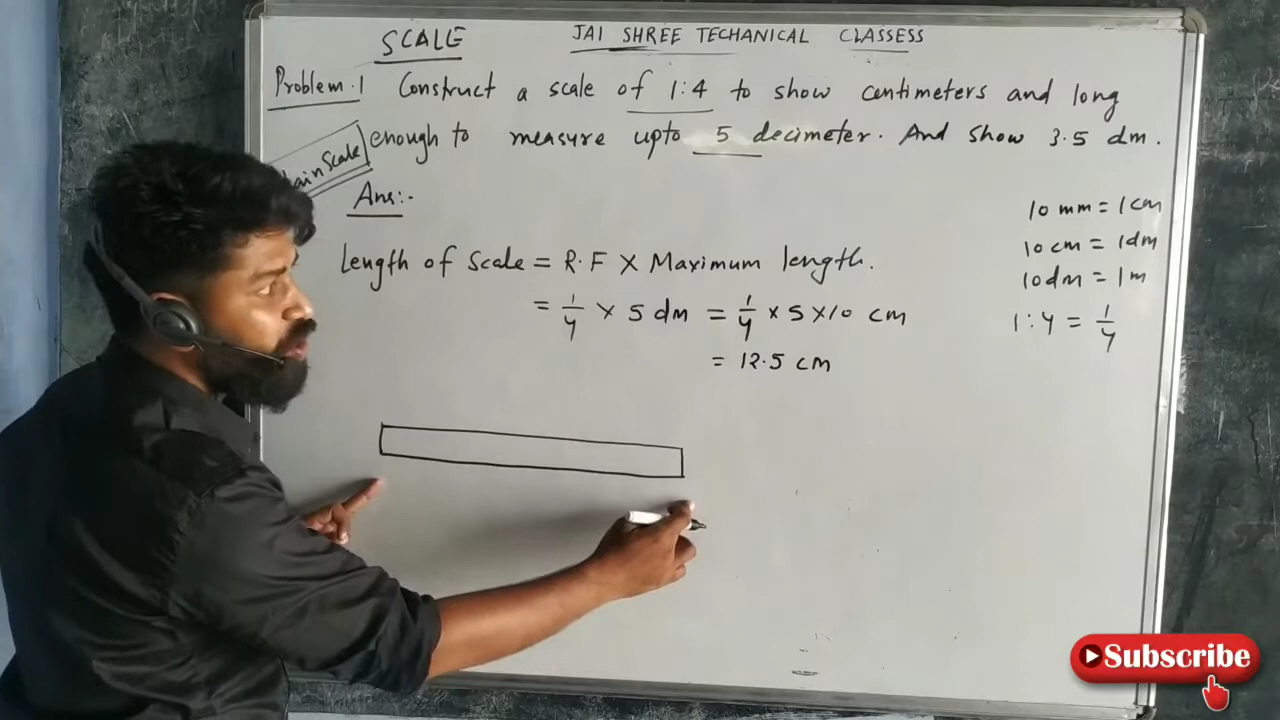 SCALE
JAI SHREE TECHANICAL CLASSESS
Problem.1 Construct a scale of 1:4 to show centimeters and long
enough to measure upto 5 decimeter. And show 3.5 dm.
Scale
Ans:-
10 mm = 1cm
10 cm = 1dm
10dm = 1m
1:4 = 1/4
Length of Scale = R.F X Maximum length.
= 1/4 × 5 dm = 1/4 × 5 × 10 cm
= 12.5 cm
Subscribe